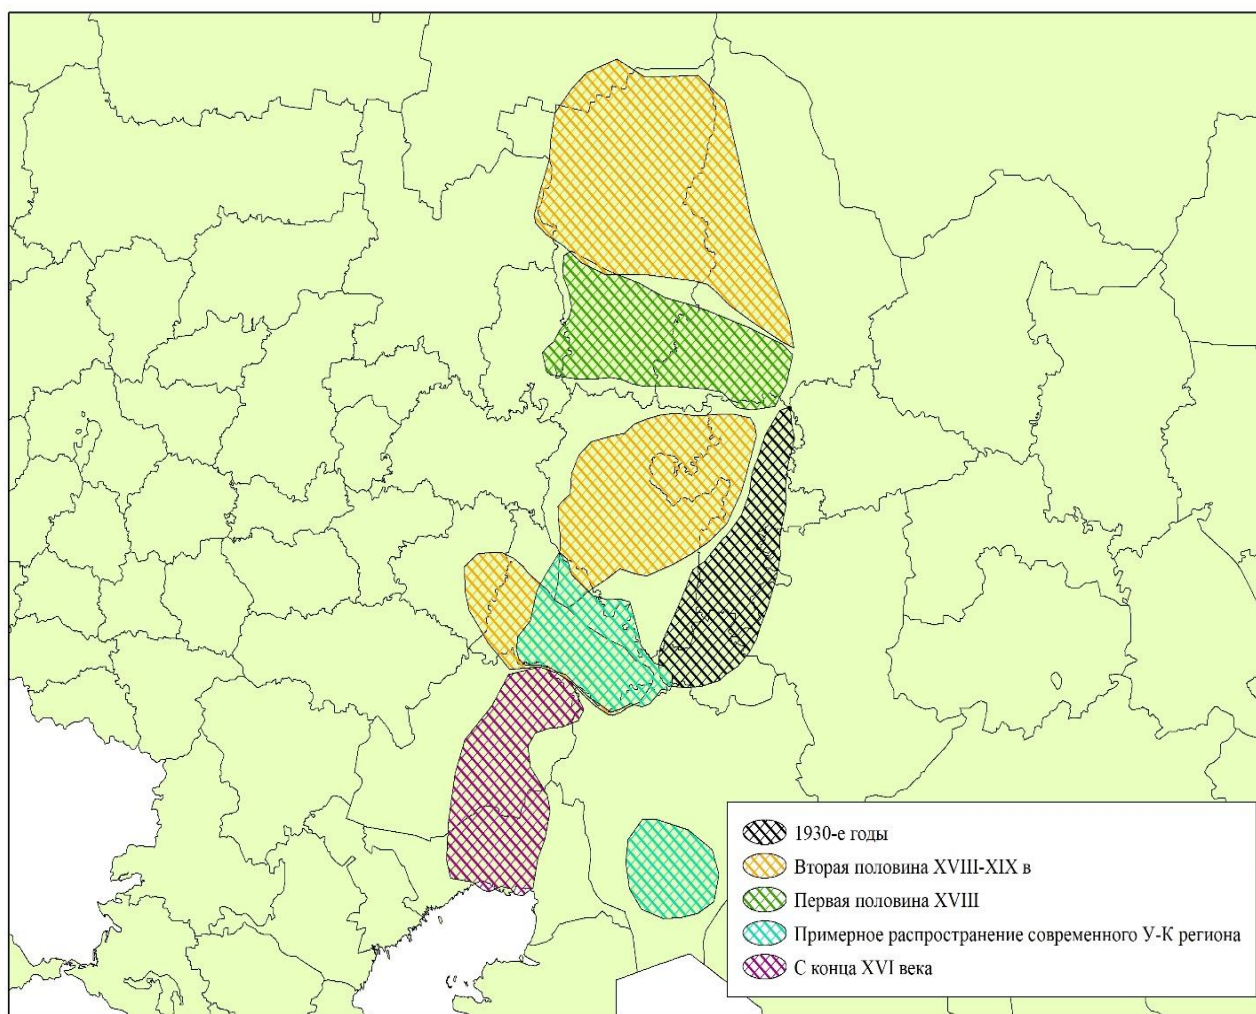 1930-е годы
Вторая половина XVIII-XIX в
Первая половина XVIII
Примерное распространение современного У-К региона
С конца XVI века